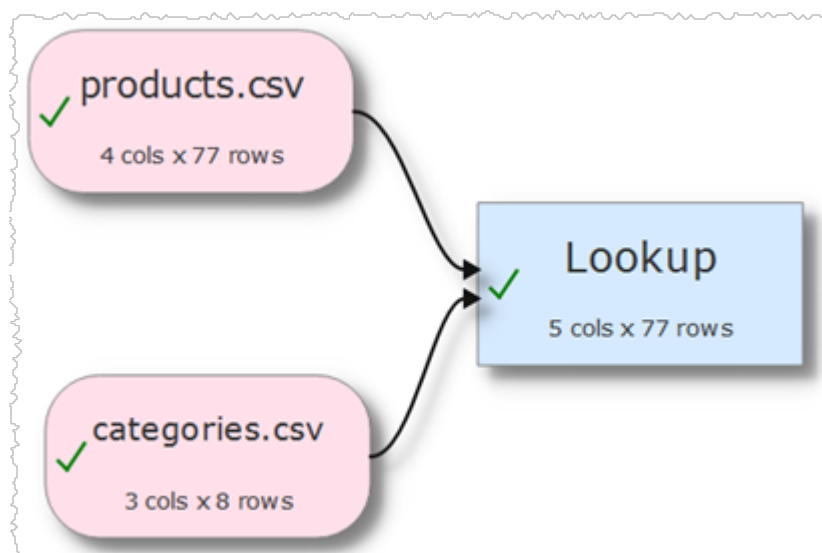 products.csv
4 cols x 77 rows
Lookup
5 cols x 77 rows
categories.csv
3 cols x 8 rows